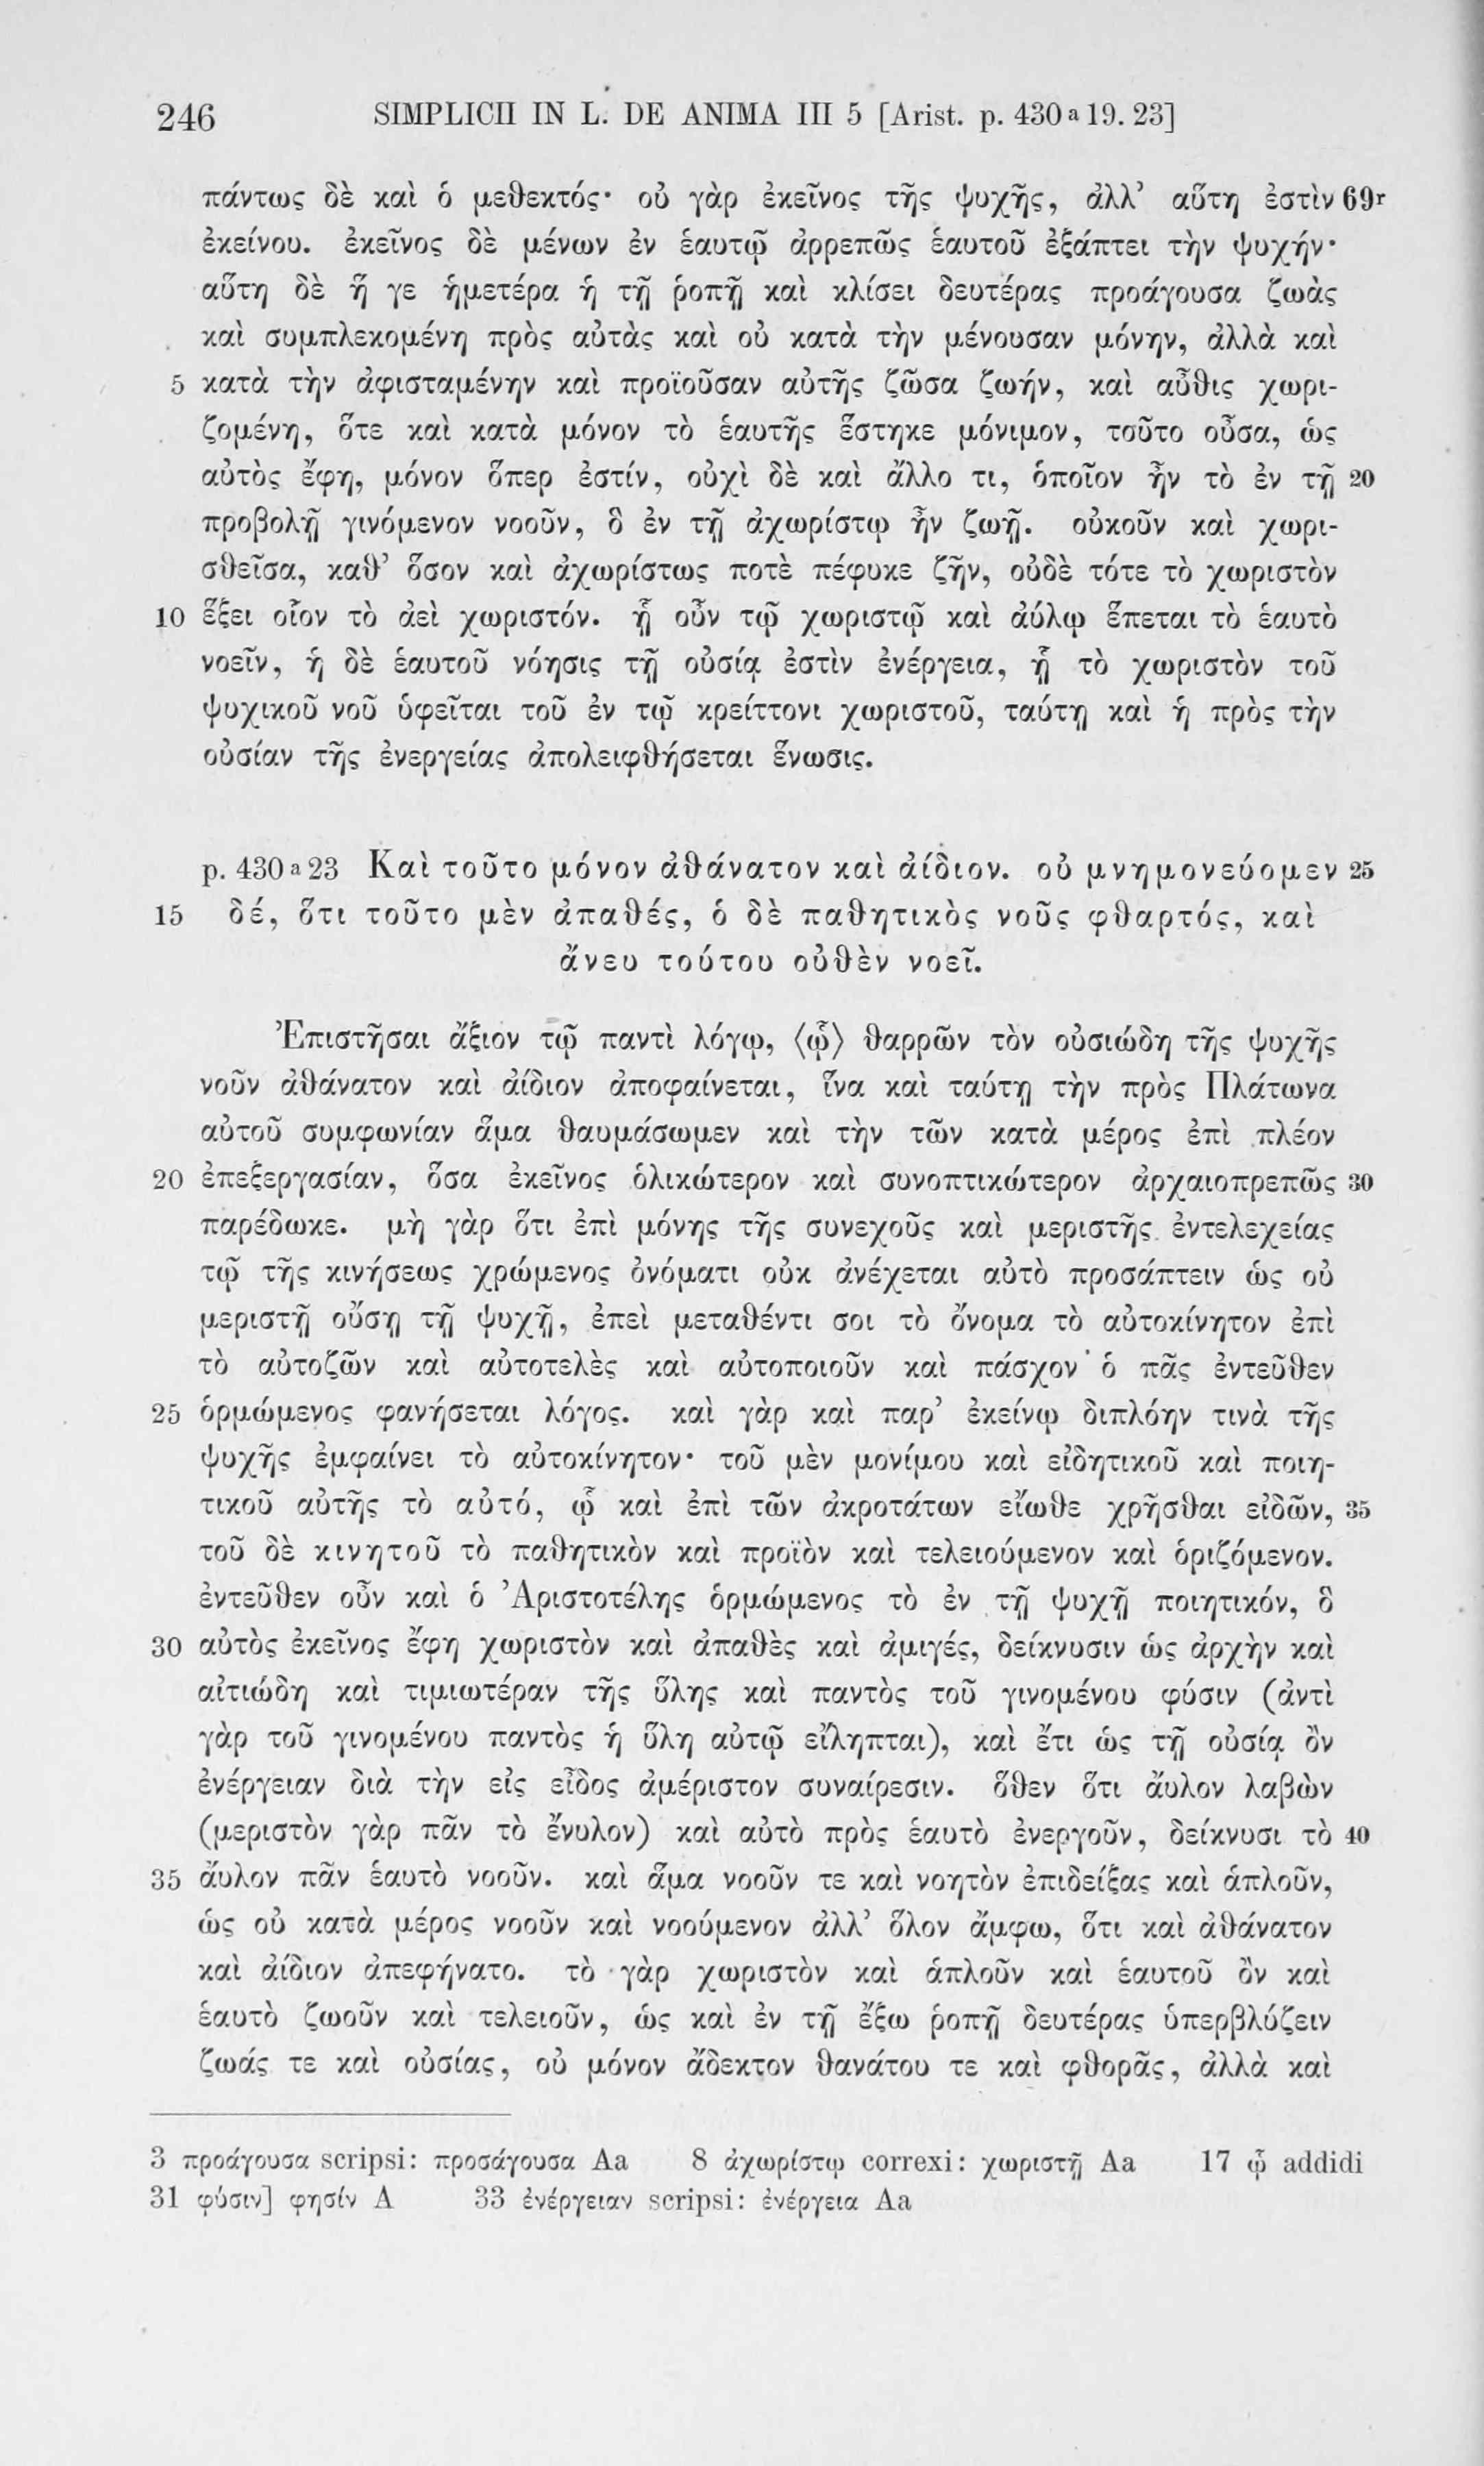 246 SIMPLICII IN L. DE ANIMA III 5 [Arist. p. 430 a 19. 23]
πάντως δὲ καὶ ὁ μεθεκτός· οὐ γὰρ ἐκεῖνος τῆς ψυχῆς, ἀλλ’ αὕτη ἐστὶν 69r
ἐκείνου. ἐκεῖνος δὲ μένων ἐν ἑαυτῷ ἀρρεπῶς ἑαυτοῦ ἐξάπτει τὴν ψυχήν·
αὕτη δὲ ἥ γε ἡμετέρα ἡ τῇ ῥοπῇ καὶ κλίσει δευτέρας προάγουσα ζωὰς
καὶ συμπλεκομένη πρὸς αὐτὰς καὶ οὐ κατὰ τὴν μένουσαν μόνην, ἀλλὰ καὶ
5 κατὰ τὴν ἀφισταμένην καὶ προϊοῦσαν αὐτῆς ζῶσα ζωήν, καὶ αὖθις χωρι-
ζομένη, ὅτε καὶ κατὰ μόνον τὸ ἑαυτῆς ἕστηκε μόνιμον, τοῦτο οὖσα, ὡς
αὐτὸς ἔφη, μόνον ὅπερ ἐστίν, οὐχὶ δὲ καὶ ἄλλο τι, ὁποῖον ἦν τὸ ἐν τῇ 20
προβολῇ γινόμενον νοοῦν, ὃ ἐν τῇ ἀχωρίστῳ ἦν ζωῇ. οὐκοῦν καὶ χωρι-
σθεῖσα, καθ’ ὅσον καὶ ἀχωρίστως ποτὲ πέφυκε ζῆν, οὐδὲ τότε τὸ χωριστὸν
10 ἕξει οἷον τὸ ἀεὶ χωριστόν. ᾗ οὖν τῷ χωριστῷ καὶ ἀύλῳ ἕπεται τὸ ἑαυτὸ
νοεῖν, ἡ δὲ ἑαυτοῦ νόησις τῇ οὐσίᾳ ἐστὶν ἐνέργεια, ᾗ τὸ χωριστὸν τοῦ
ψυχικοῦ νοῦ ὑφεῖται τοῦ ἐν τῷ κρείττονι χωριστοῦ, ταύτῃ καὶ ἡ πρὸς τὴν
οὐσίαν τῆς ἐνεργείας ἀπολειφθήσεται ἕνωσις.
p. 430 a 23 Καὶ τοῦτο μόνον ἀθάνατον καὶ ἀίδιον. οὐ μνημονεύομεν 25
15 δέ, ὅτι τοῦτο μὲν ἀπαθές, ὁ δὲ παθητικὸς νοῦς φθαρτός, καὶ
ἄνευ τούτου οὐθὲν νοεῖ.
Ἐπιστῆσαι ἄξιον τῷ παντὶ λόγῳ, ⟨ᾧ⟩ θαρρῶν τὸν οὐσιώδη τῆς ψυχῆς
νοῦν ἀθάνατον καὶ ἀίδιον ἀποφαίνεται, ἵνα καὶ ταύτῃ τὴν πρὸς Πλάτωνα
αὐτοῦ συμφωνίαν ἅμα θαυμάσωμεν καὶ τὴν τῶν κατὰ μέρος ἐπὶ πλέον
20 ἐπεξεργασίαν, ὅσα ἐκεῖνος ὁλικώτερον καὶ συνοπτικώτερον ἀρχαιοπρεπῶς 30
παρέδωκε. μὴ γὰρ ὅτι ἐπὶ μόνης τῆς συνεχοῦς καὶ μεριστῆς ἐντελεχείας
τῷ τῆς κινήσεως χρώμενος ὀνόματι οὐκ ἀνέχεται αὐτὸ προσάπτειν ὡς οὐ
μεριστῇ οὔσῃ τῇ ψυχῇ, ἐπεὶ μεταθέντι σοι τὸ ὄνομα τὸ αὐτοκίνητον ἐπὶ
τὸ αὐτοζῶν καὶ αὐτοτελὲς καὶ αὐτοποιοῦν καὶ πάσχον ὁ πᾶς ἐντεῦθεν
25 ὁρμώμενος φανήσεται λόγος. καὶ γὰρ καὶ παρ’ ἐκείνῳ διπλόην τινὰ τῆς
ψυχῆς ἐμφαίνει τὸ αὐτοκίνητον· τοῦ μὲν μονίμου καὶ εἰδητικοῦ καὶ ποιη-
τικοῦ αὐτῆς τὸ αὐτό, ᾧ καὶ ἐπὶ τῶν ἀκροτάτων εἴωθε χρῆσθαι εἰδῶν, 35
τοῦ δὲ κινητοῦ τὸ παθητικὸν καὶ προϊὸν καὶ τελειούμενον καὶ ὁριζόμενον.
ἐντεῦθεν οὖν καὶ ὁ Ἀριστοτέλης ὁρμώμενος τὸ ἐν τῇ ψυχῇ ποιητικόν, ὃ
30 αὐτὸς ἐκεῖνος ἔφη χωριστὸν καὶ ἀπαθὲς καὶ ἀμιγές, δείκνυσιν ὡς ἀρχὴν καὶ
αἰτιώδη καὶ τιμιωτέραν τῆς ὕλης καὶ παντὸς τοῦ γινομένου φύσιν (ἀντὶ
γὰρ τοῦ γινομένου παντὸς ἡ ὕλη αὐτῷ εἴληπται), καὶ ἔτι ὡς τῇ οὐσίᾳ ὂν
ἐνέργειαν διὰ τὴν εἰς εἶδος ἀμέριστον συναίρεσιν. ὅθεν ὅτι ἄυλον λαβὼν
(μεριστὸν γὰρ πᾶν τὸ ἔνυλον) καὶ αὐτὸ πρὸς ἑαυτὸ ἐνεργοῦν, δείκνυσι τὸ 40
35 ἄυλον πᾶν ἑαυτὸ νοοῦν. καὶ ἅμα νοοῦν τε καὶ νοητὸν ἐπιδείξας καὶ ἁπλοῦν,
ὡς οὐ κατὰ μέρος νοοῦν καὶ νοούμενον ἀλλ’ ὅλον ἄμφω, ὅτι καὶ ἀθάνατον
καὶ ἀίδιον ἀπεφήνατο. τὸ γὰρ χωριστὸν καὶ ἁπλοῦν καὶ ἑαυτοῦ ὂν καὶ
ἑαυτὸ ζωοῦν καὶ τελειοῦν, ὡς καὶ ἐν τῇ ἔξω ῥοπῇ δευτέρας ὑπερβλύζειν
ζωάς τε καὶ οὐσίας, οὐ μόνον ἄδεκτον θανάτου τε καὶ φθορᾶς, ἀλλὰ καὶ
3 προάγουσα scripsi: προσάγουσα Aa 8 ἀχωρίστῳ correxi: χωριστῇ Aa 17 ᾧ addidi
31 φύσιν] φησίν A 33 ἐνέργειαν scripsi: ἐνέργεια Aa